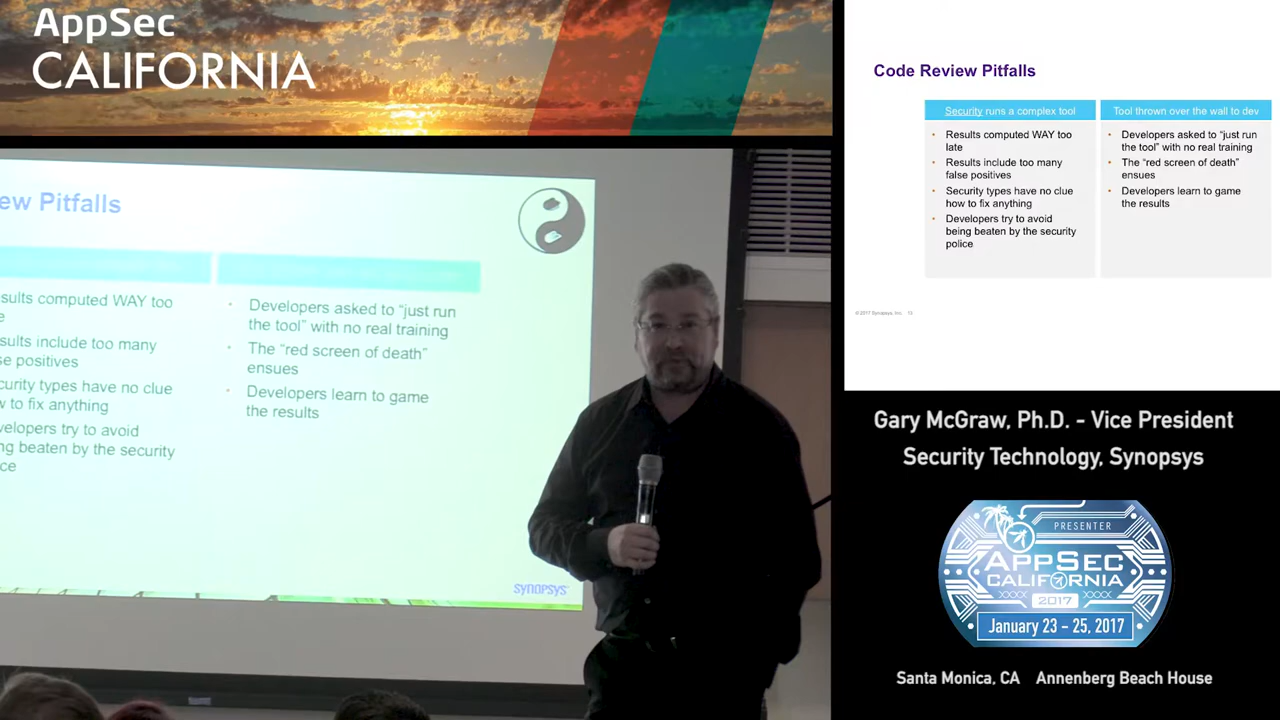 AppSec
CALIFORNIA
ew Pitfalls
sults computed WAY too
e
sults include too many
se positives
curity types have no clue
w to fix anything
velopers try to avoid
ng beaten by the security
ce
• Developers asked to “just run
the tool” with no real training
• The “red screen of death”
ensues
• Developers learn to game
the results
SYNOPSYS
Code Review Pitfalls
Security runs a complex tool
• Results computed WAY too
late
• Results include too many
false positives
• Security types have no clue
how to fix anything
• Developers try to avoid
being beaten by the security
police
Tool thrown over the wall to dev
• Developers asked to “just run
the tool” with no real training
• The “red screen of death”
ensues
• Developers learn to game
the results
© 2017 Synopsys, Inc. 13
Gary McGraw, Ph.D. - Vice President
Security Technology, Synopsys
PRESENTER
APPSEC
CALIFORNIA
2017
January 23 – 25, 2017
Santa Monica, CA Annenberg Beach House